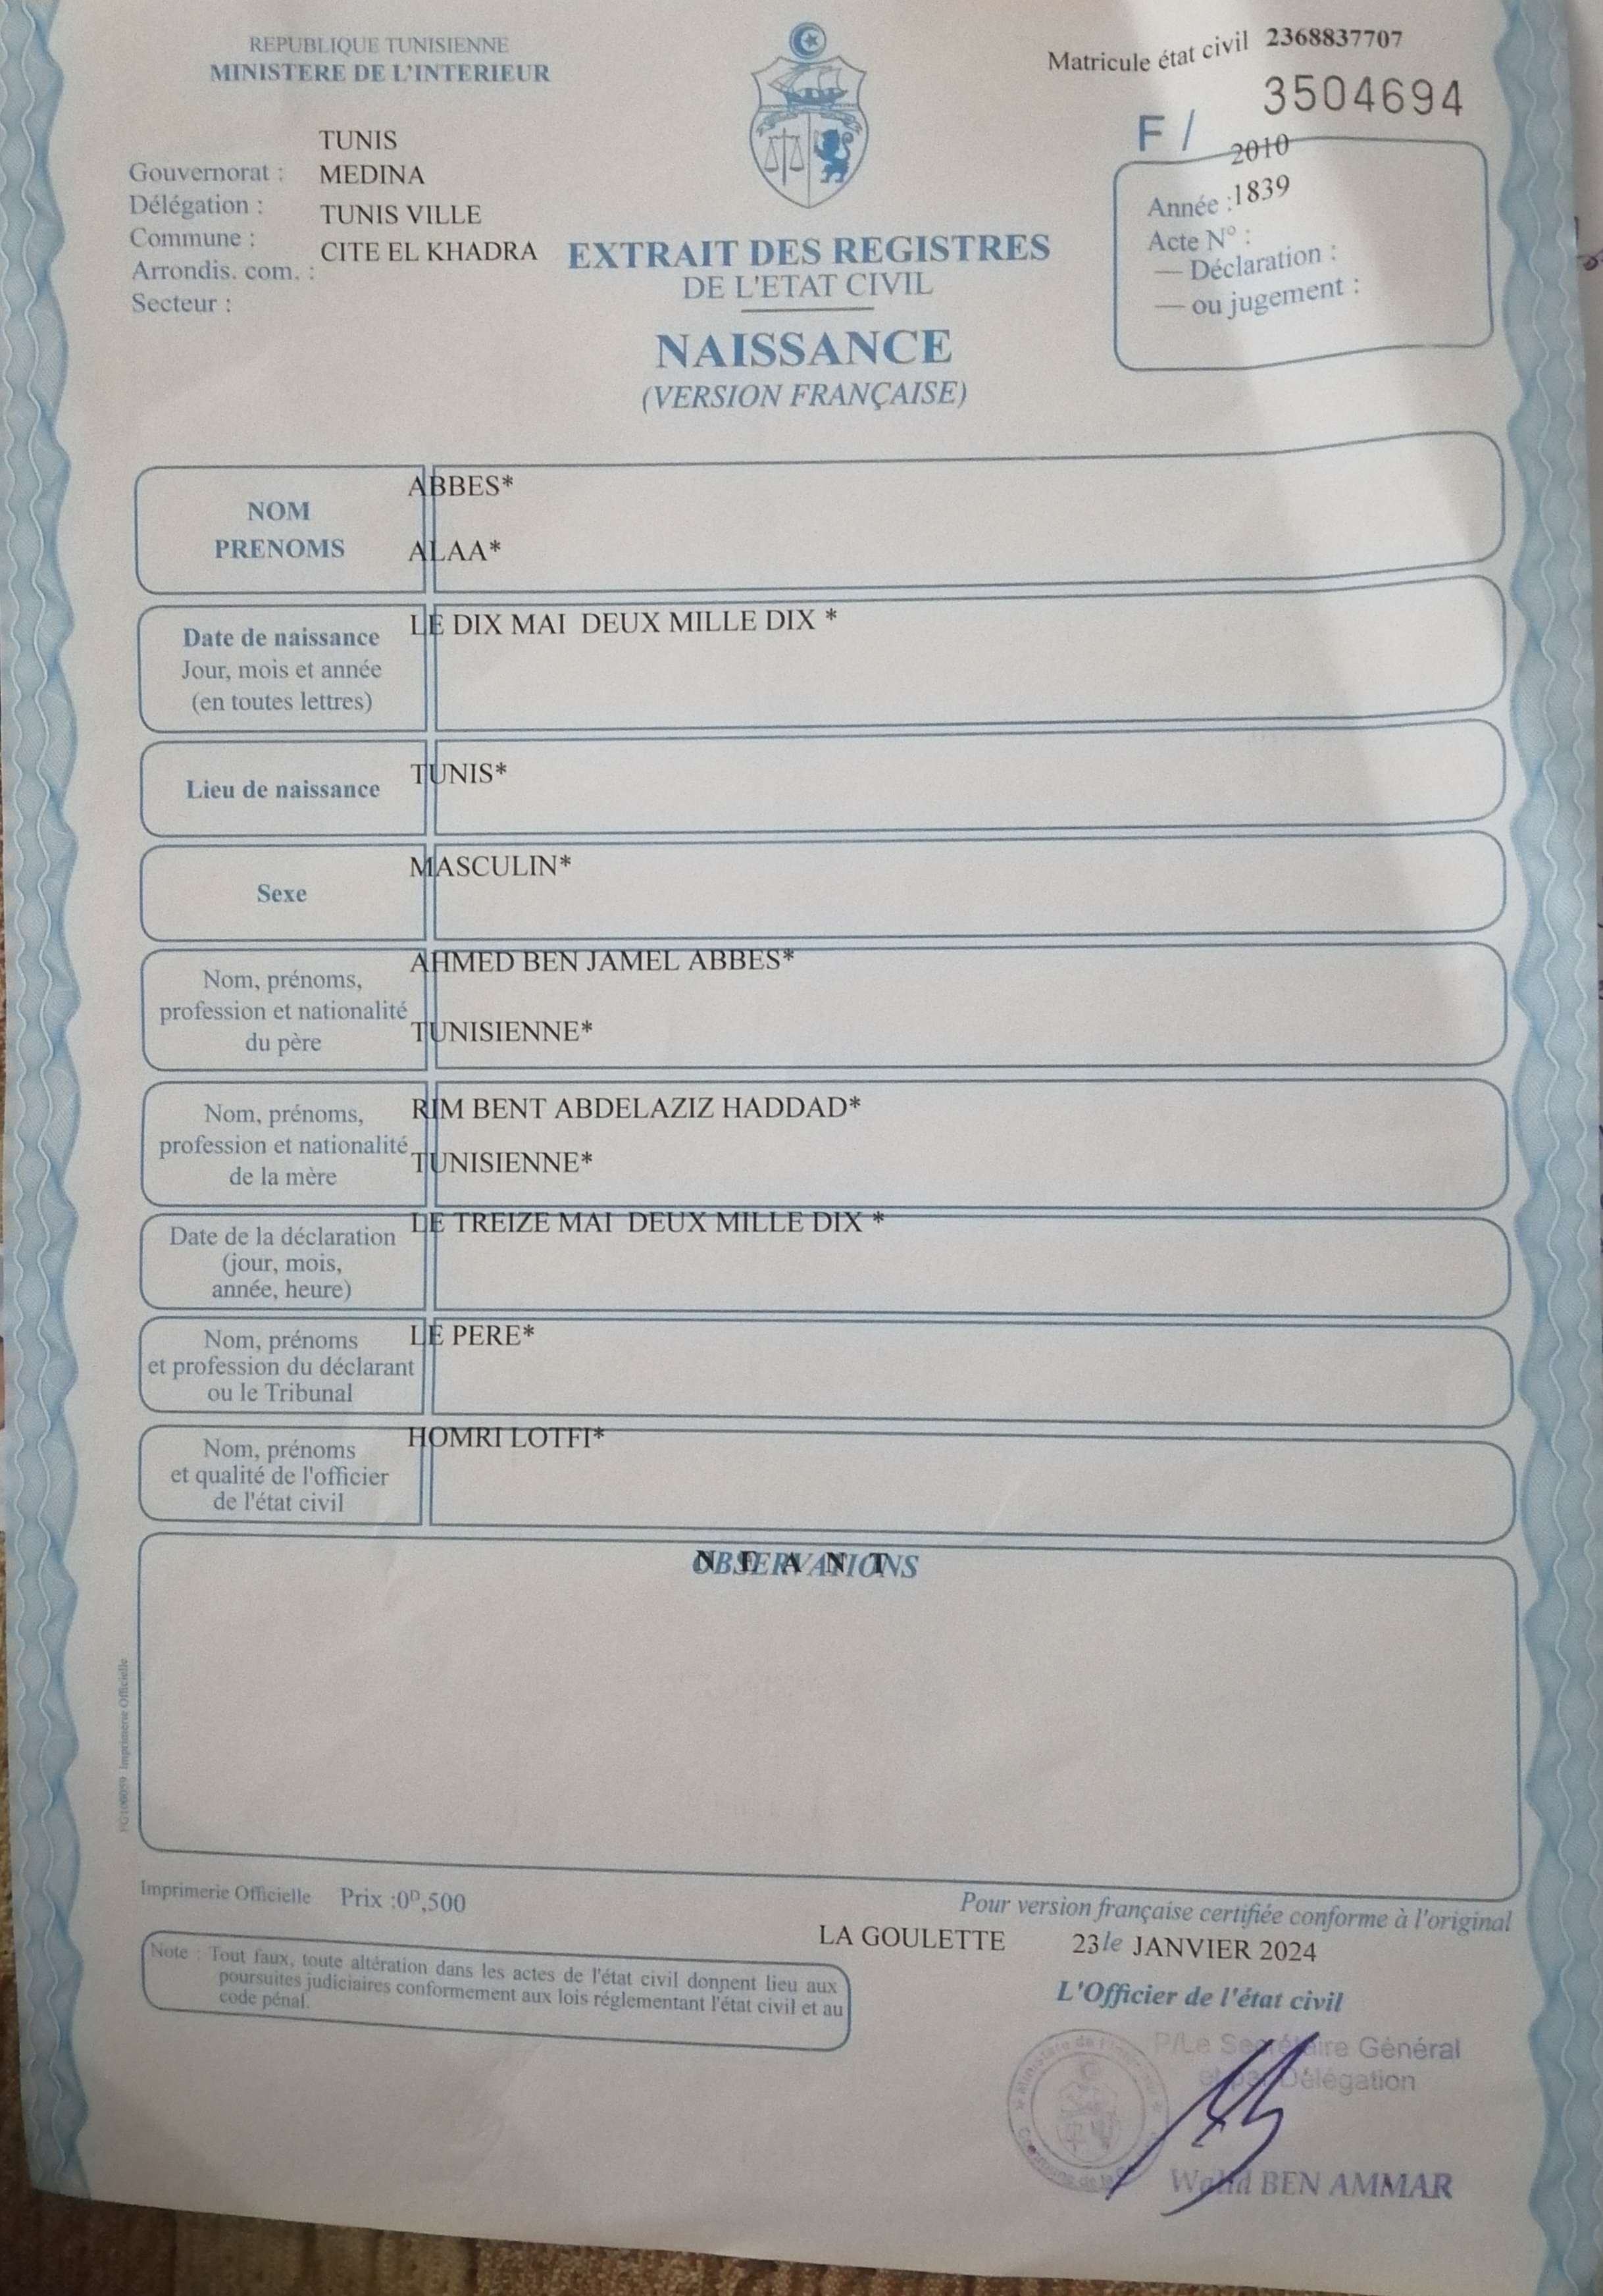 REPUBLIQUE TUNISIENNE
MINISTERE DE L'INTERIEUR
Matricule état civil 2368837707
3504694
F /
TUNIS
Gouvernorat : MEDINA
Délégation : TUNIS VILLE
Commune : CITE EL KHADRA
Arrondis. com. :
Secteur :
2010
Année :1839
Acte N° :
— Déclaration :
— ou jugement :
EXTRAIT DES REGISTRES
DE L'ETAT CIVIL
NAISSANCE
(VERSION FRANÇAISE)
NOM
PRENOMS
ABBES*
ALAA*
Date de naissance
Jour, mois et année
(en toutes lettres)
LE DIX MAI DEUX MILLE DIX *
Lieu de naissance
TUNIS*
Sexe
MASCULIN*
Nom, prénoms,
profession et nationalité
du père
AHMED BEN JAMEL ABBES*
TUNISIENNE*
Nom, prénoms,
profession et nationalité
de la mère
RIM BENT ABDELAZIZ HADDAD*
TUNISIENNE*
Date de la déclaration
(jour, mois,
année, heure)
LE TREIZE MAI DEUX MILLE DIX *
Nom, prénoms
et profession du déclarant
ou le Tribunal
LE PERE*
Nom, prénoms
et qualité de l'officier
de l'état civil
HOMRI LOTFI*
OBSERVATIONS
N E A N T
Imprimerie Officielle
Imprimerie Officielle Prix :0ᴰ,500
Pour version française certifiée conforme à l'original
LA GOULETTE 23 le JANVIER 2024
L'Officier de l'état civil
Note : Tout faux, toute altération dans les actes de l'état civil donnent lieu aux
poursuites judiciaires conformement aux lois réglementant l'état civil et au
code pénal.
P/Le Secrétaire Général
et par Délégation
Walid BEN AMMAR